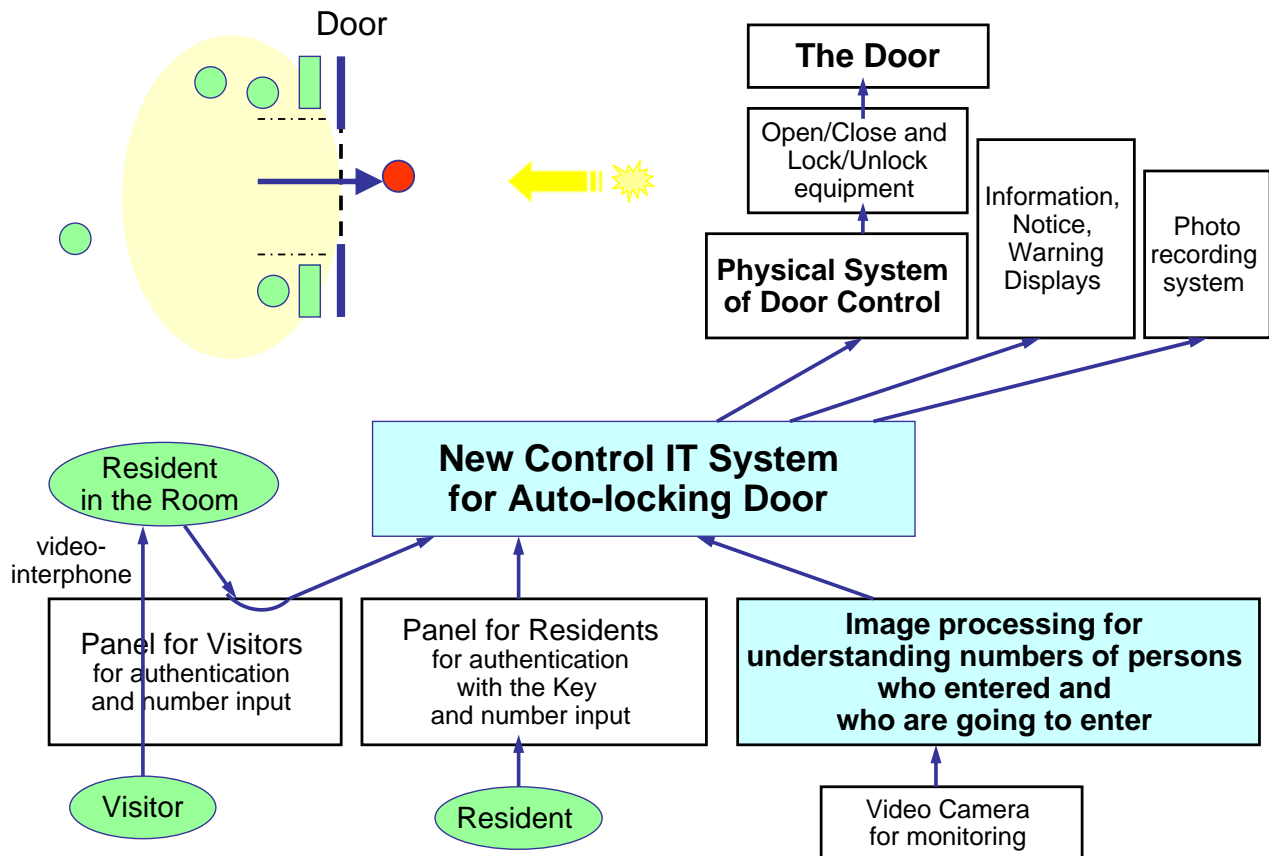 Door
The Door
Open/Close and
Lock/Unlock
equipment
Physical System
of Door Control
Information,
Notice,
Warning
Displays
Photo
recording
system
New Control IT System
for Auto-locking Door
Resident
in the Room
video-
interphone
Panel for Visitors
for authentication
and number input
Panel for Residents
for authentication
with the Key
and number input
Image processing for
understanding numbers of persons
who entered and
who are going to enter
Visitor
Resident
Video Camera
for monitoring